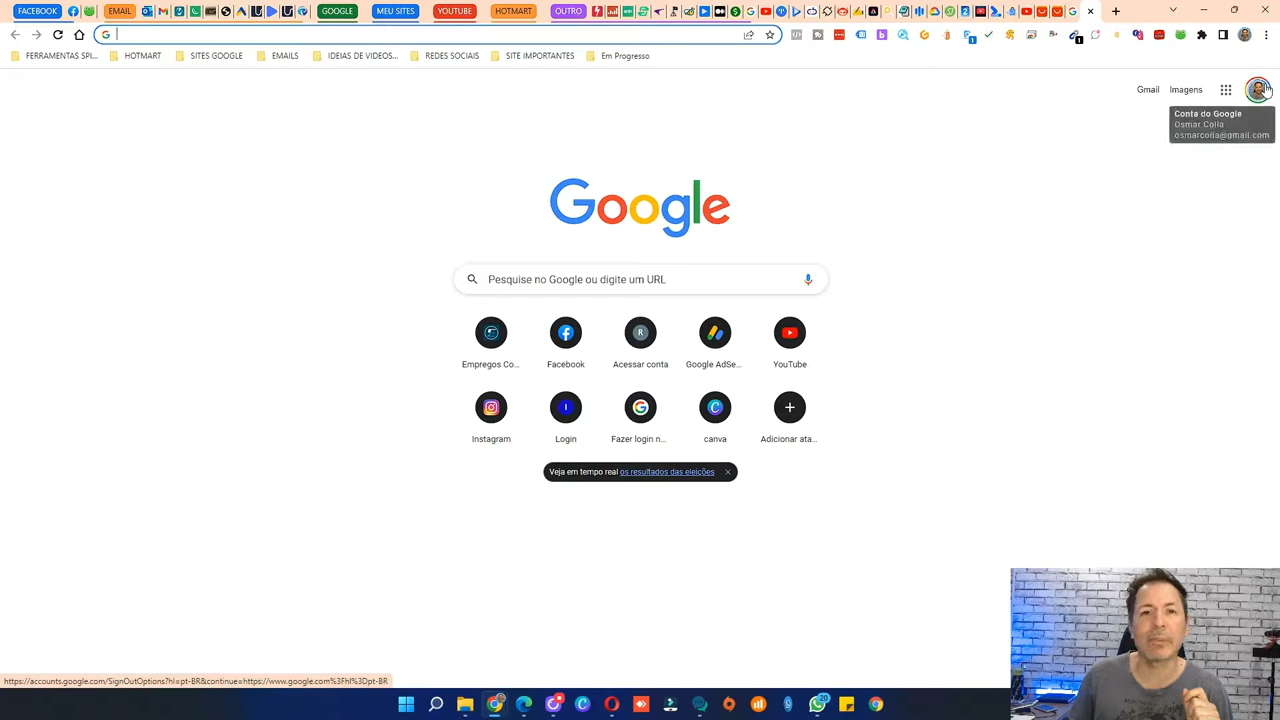 FACEBOOK
EMAIL
GOOGLE
MEU SITES
YOUTUBE
HOTMART
OUTRO
FERRAMENTAS SPI...
HOTMART
SITES GOOGLE
EMAILS
IDEIAS DE VIDEOS...
REDES SOCIAIS
SITE IMPORTANTES
Em Progresso
Gmail
Imagens
Conta do Google
Osmar Colla
osmarcolla@gmail.com
Google
Pesquise no Google ou digite um URL
R
Empregos Co...
Facebook
Acessar conta
Google AdSe...
YouTube
I
Instagram
Login
Fazer login n...
canva
Adicionar ata...
Veja em tempo real os resultados das eleições
https://accounts.google.com/SignOutOptions?hl=pt-BR&continue=https://www.google.com%3Fhl%3Dpt-BR
20